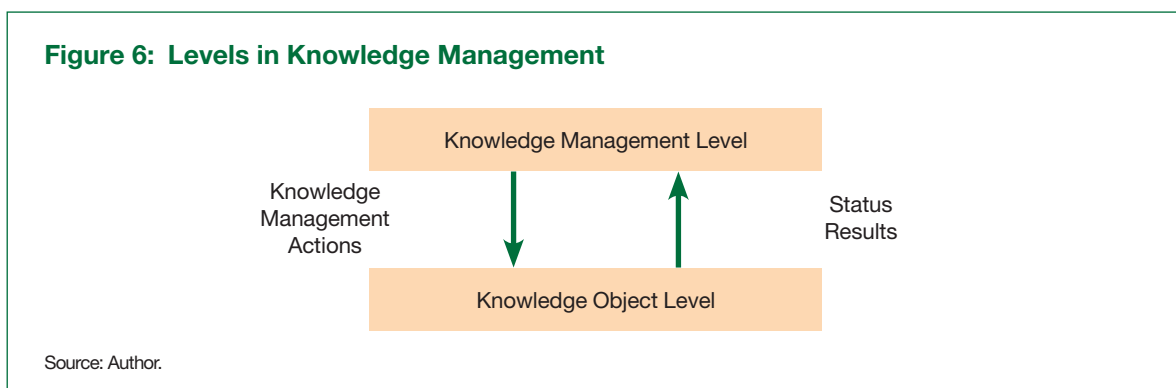 Figure 6: Levels in Knowledge Management
Knowledge Management Level
Knowledge
Management
Actions
Status
Results
Knowledge Object Level
Source: Author.